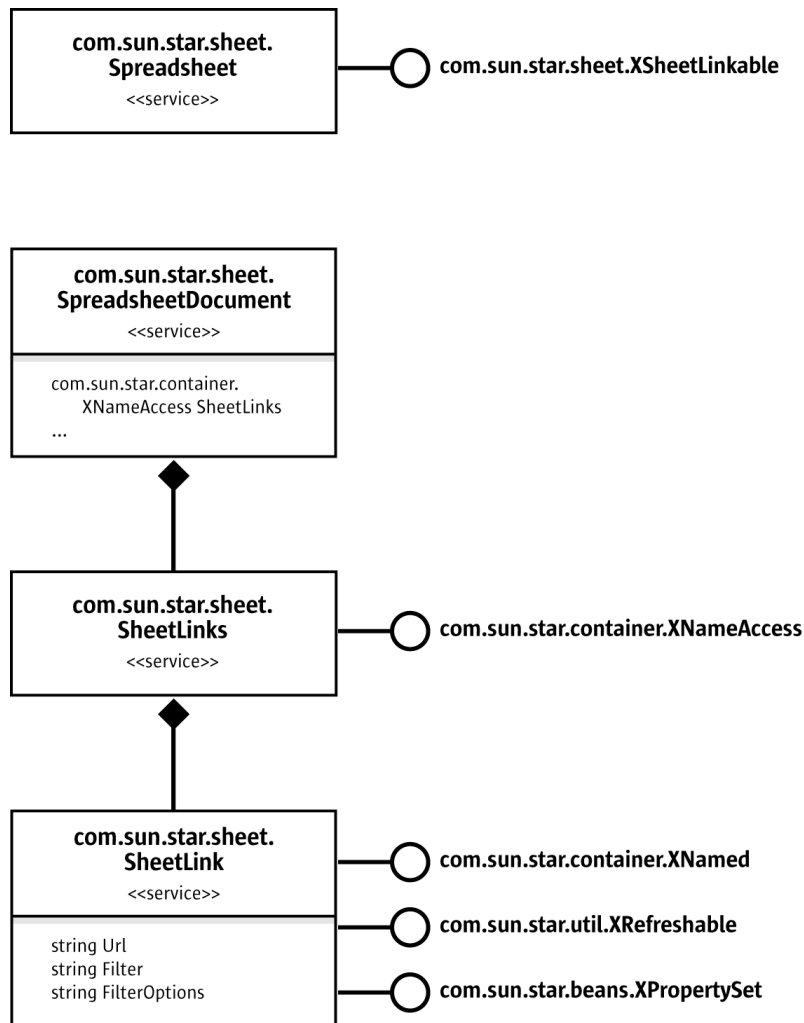 com.sun.star.sheet.
Spreadsheet
<<service>>
com.sun.star.sheet.XSheetLinkable
com.sun.star.sheet.
SpreadsheetDocument
<<service>>
com.sun.star.container.
XNameAccess SheetLinks
...
com.sun.star.sheet.
SheetLinks
<<service>>
com.sun.star.container.XNameAccess
com.sun.star.sheet.
SheetLink
<<service>>
string Url
string Filter
string FilterOptions
com.sun.star.container.XNamed
com.sun.star.util.XRefreshable
com.sun.star.beans.XPropertySet